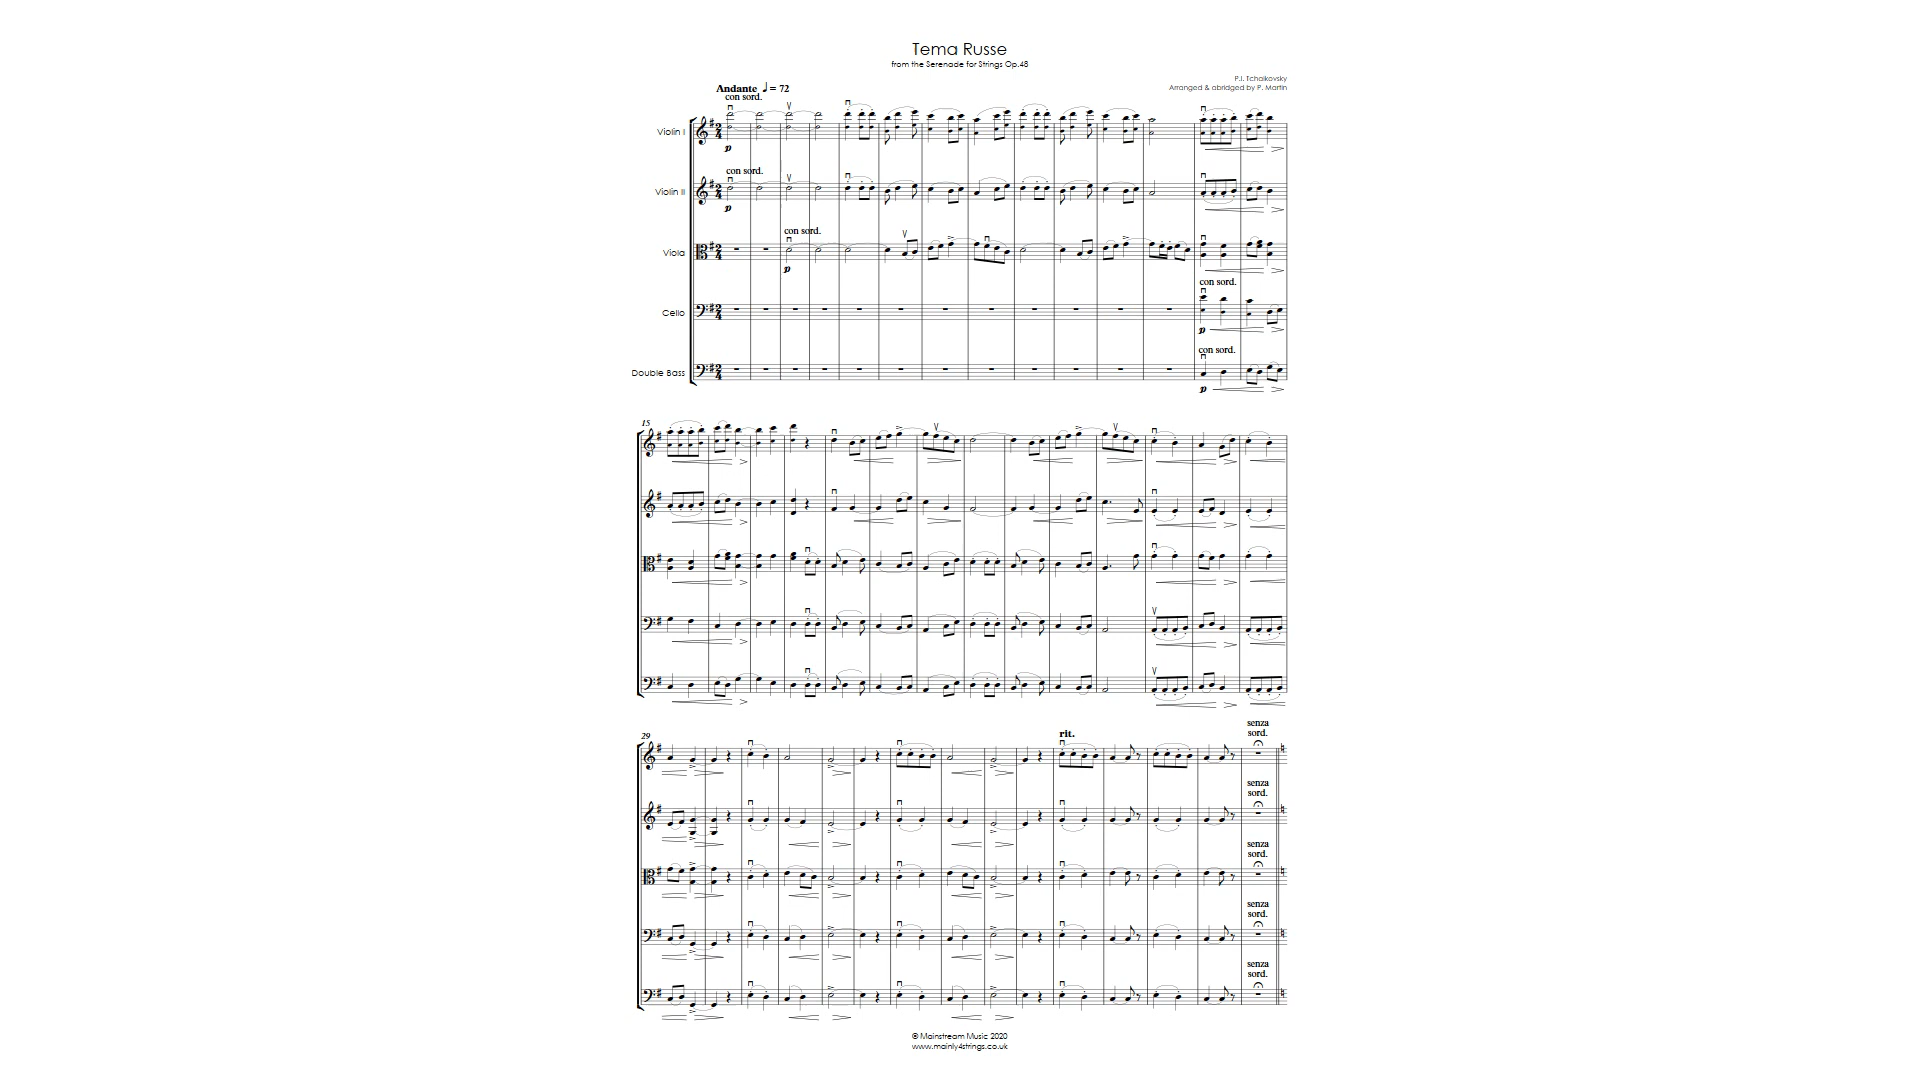 Tema Russe
from the Serenade for Strings Op.48
P.I. Tchaikovsky
Arranged & abridged by P. Martin
Andante ♩= 72
con sord.
Violin I
p
con sord.
Violin II
p
con sord.
Viola
p
con sord.
Cello
p
con sord.
Double Bass
p
15
29
rit.
senza
sord.
senza
sord.
senza
sord.
senza
sord.
senza
sord.
© Mainstream Music 2020
www.mainly4strings.co.uk